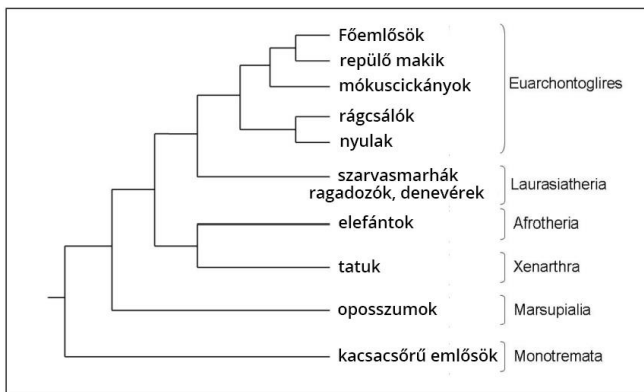 Főemlősök
repülő makik
mókuscickányok
Euarchontoglires
rágcsálók
nyulak
szarvasmarhák
ragadozók, denevérek
Laurasiatheria
elefántok
Afrotheria
tatuk
Xenarthra
oposszumok
Marsupialia
kacsacsőrű emlősök
Monotremata